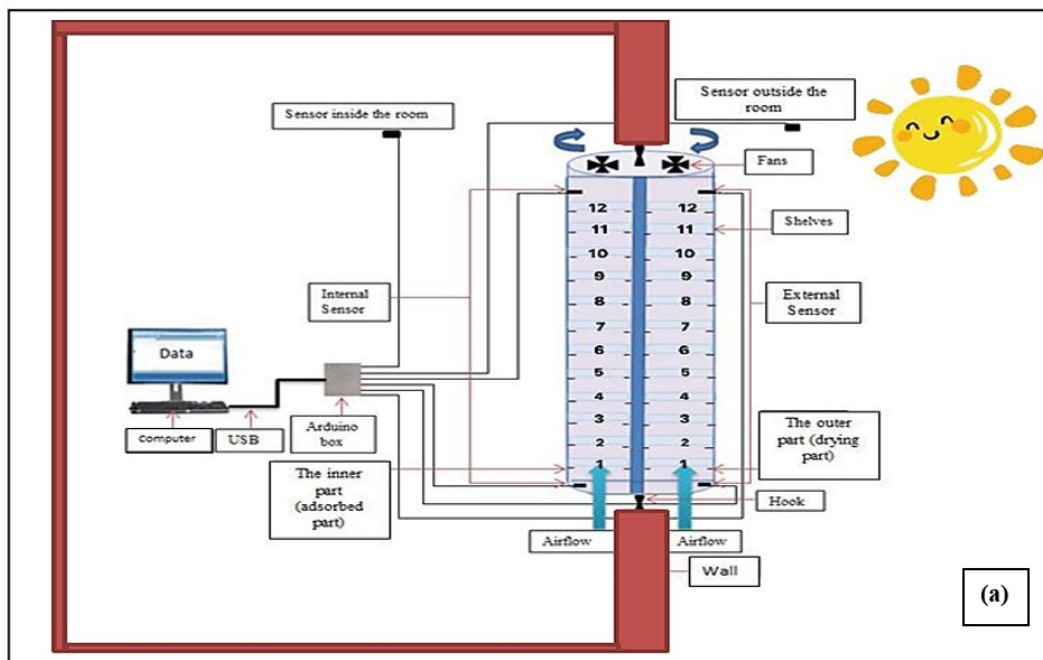 Sensor inside the room
Sensor outside the
room
Fans
12
11
10
9
8
7
6
5
4
3
2
1
12
11
10
9
8
7
6
5
4
3
2
1
Shelves
Internal
Sensor
External
Sensor
Data
Computer
USB
Arduino
box
The inner
part
(adsorbed
part)
The outer
part (drying
part)
Hook
Airflow
Airflow
Wall
(a)